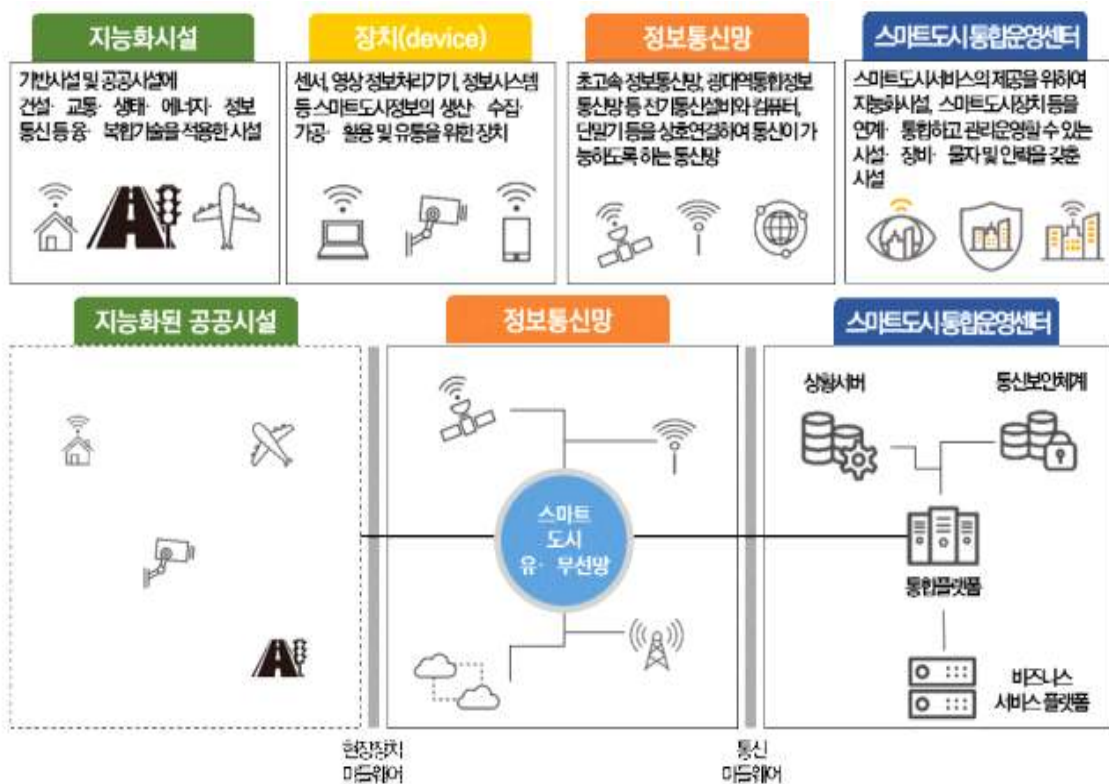 지능화시설
기반시설 및 공공시설에
건설· 교통· 생태· 에너지· 정보
통신 등 융· 복합기술을 적용한 시설
장치(device)
센서, 영상 정보처리기기, 정보시스템
등 스마트도시정보의 생산· 수집·
가공· 활용 및 유통을 위한 장치
정보통신망
초고속 정보통신망, 광대역통합정보
통신망 등 전기통신설비와 컴퓨터,
단말기 등을 상호연결하여 통신이 가
능하도록 하는 통신망
스마트도시 통합운영센터
스마트도시서비스의 제공을 위하여
지능화시설, 스마트도시장치 등을
연계· 통합하고 관리운영할 수 있는
시설· 장비· 물자 및 인력을 갖춘
시설
지능화된 공공시설
정보통신망
스마트도시 통합운영센터
스마트
도시
유· 무선망
상황서버
통신보안체계
통합플랫폼
비즈니스
서비스 플랫폼
현장장치
미들웨어
통신
미들웨어